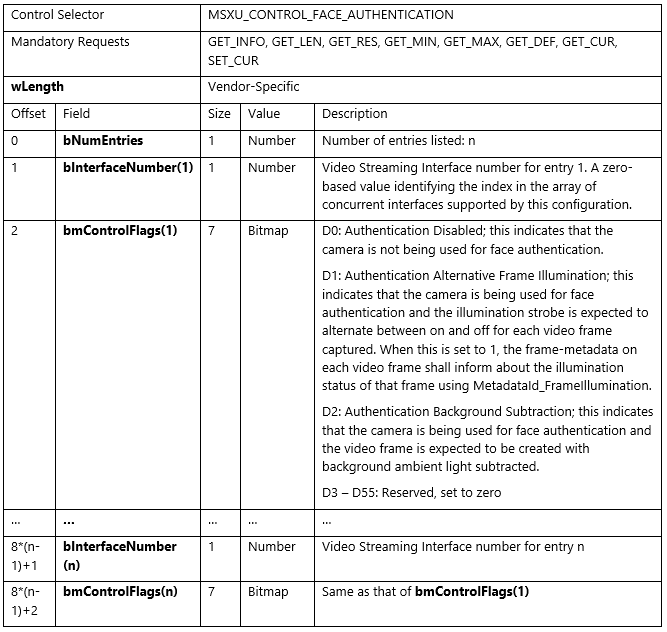 Control Selector MSXU_CONTROL_FACE_AUTHENTICATION
Mandatory Requests GET_INFO, GET_LEN, GET_RES, GET_MIN, GET_MAX, GET_DEF, GET_CUR,
SET_CUR
wLength Vendor-Specific
Offset Field Size Value Description
0 bNumEntries 1 Number Number of entries listed: n
1 bInterfaceNumber(1) 1 Number Video Streaming Interface number for entry 1. A zero-
based value identifying the index in the array of
concurrent interfaces supported by this configuration.
2 bmControlFlags(1) 7 Bitmap D0: Authentication Disabled; this indicates that the
camera is not being used for face authentication.
D1: Authentication Alternative Frame Illumination; this
indicates that the camera is being used for face
authentication and the illumination strobe is expected to
alternate between on and off for each video frame
captured. When this is set to 1, the frame-metadata on
each video frame shall inform about the illumination
status of that frame using MetadataId_FrameIllumination.
D2: Authentication Background Subtraction; this indicates
that the camera is being used for face authentication and
the video frame is expected to be created with
background ambient light subtracted.
D3 – D55: Reserved, set to zero
... ... ... ... ...
8*(n- bInterfaceNumber 1 Number Video Streaming Interface number for entry n
1)+1 (n)
8*(n- bmControlFlags(n) 7 Bitmap Same as that of bmControlFlags(1)
1)+2